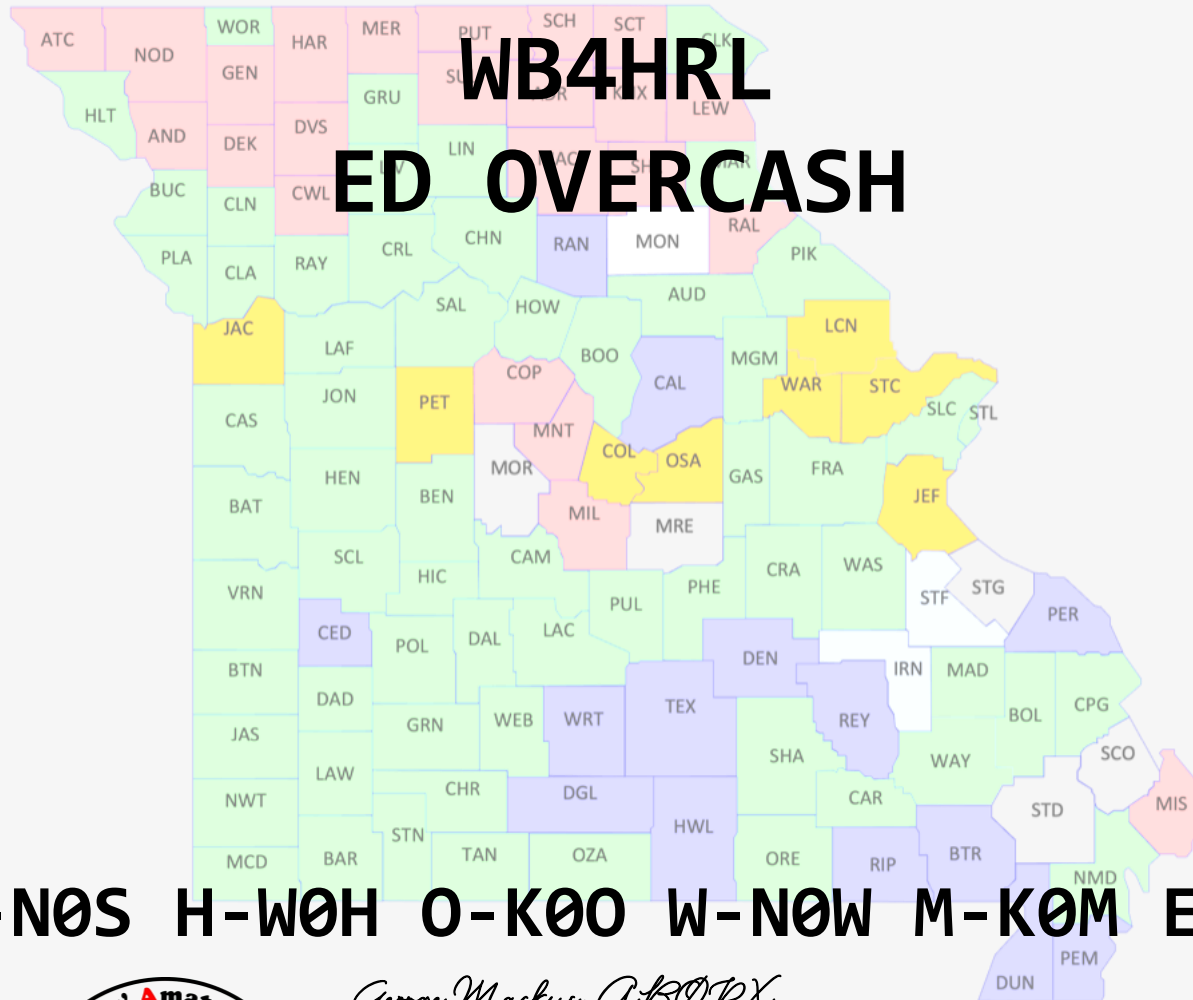 WB4HRL
ED OVERCASH
ATC NOD WOR HAR MER PUT SCH SCT CLK
HLT AND GEN DEK DVS GRU LIN LEW
BUC CLN CWL MAR
PLA CLA RAY CRL CHN RAN MON RAL PIK
JAC LAF SAL HOW BOO AUD CAL MGM LCN
WAR STC SLC STL
CAS JON PET COP MNT COL OSA GAS FRA
BAT HEN BEN MOR MIL MRE JEF
VRN SCL HIC CAM PUL PHE CRA WAS STF STG PER
CED POL DAL LAC DEN IRN MAD
BTN DAD GRN WEB WRT TEX REY BOL CPG
JAS LAW CHR DGL SHA WAY SCO
NWT STN HWL CAR STD MIS
MCD BAR TAN OZA ORE RIP BTR NMD
-N0S H-W0H O-K0O W-N0W M-K0M E
PEM
DUN